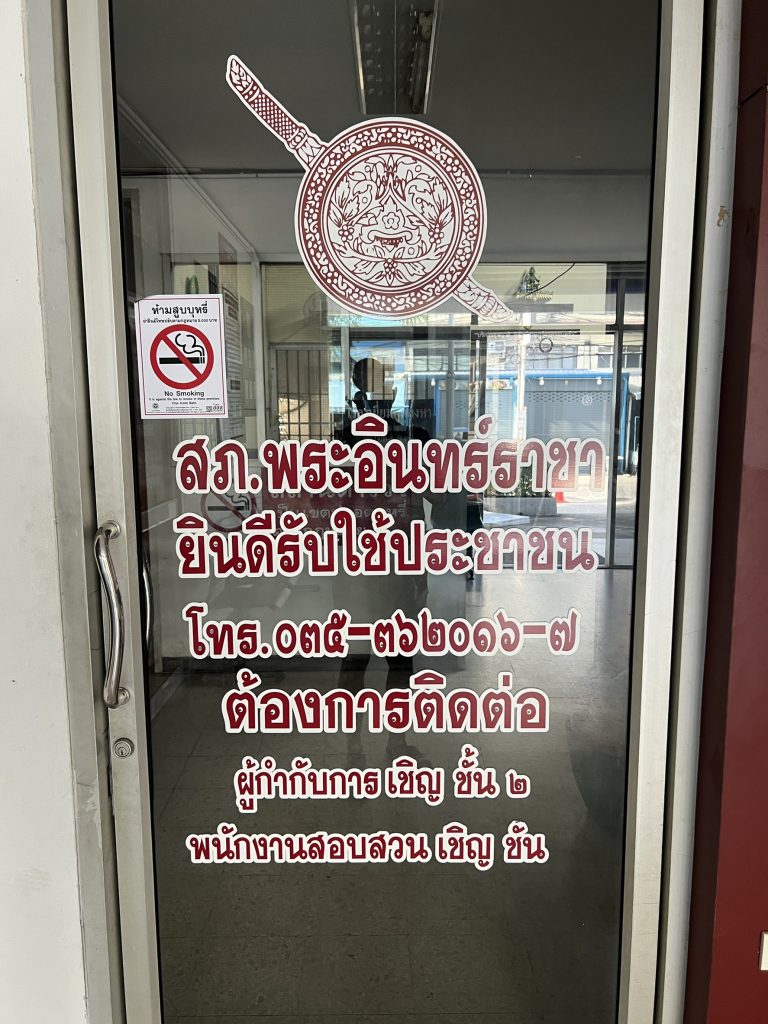 ห้ามสูบบุหรี่
No Smoking
สภ.พระอินทร์ราชา
ยินดีรับใช้ประชาชน
โทร.๐๓๕-๓๖๒๐๑๖-๗
ต้องการติดต่อ
ผู้กำกับการ เชิญ ชั้น ๒
พนักงานสอบสวน เชิญ ชัน